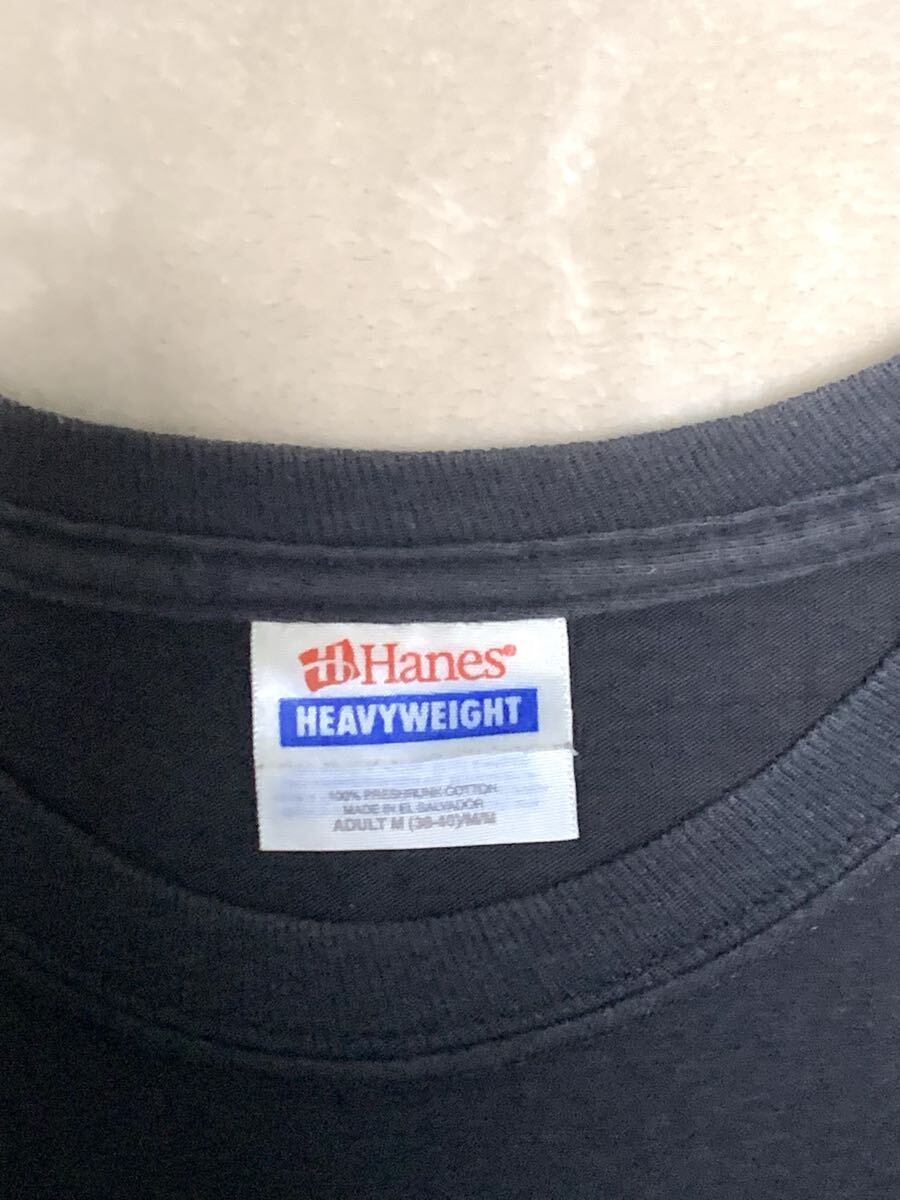 Hanes®
HEAVYWEIGHT
100% PRESHRUNK COTTON
MADE IN EL SALVADOR
ADULT M (38-40)/M/M